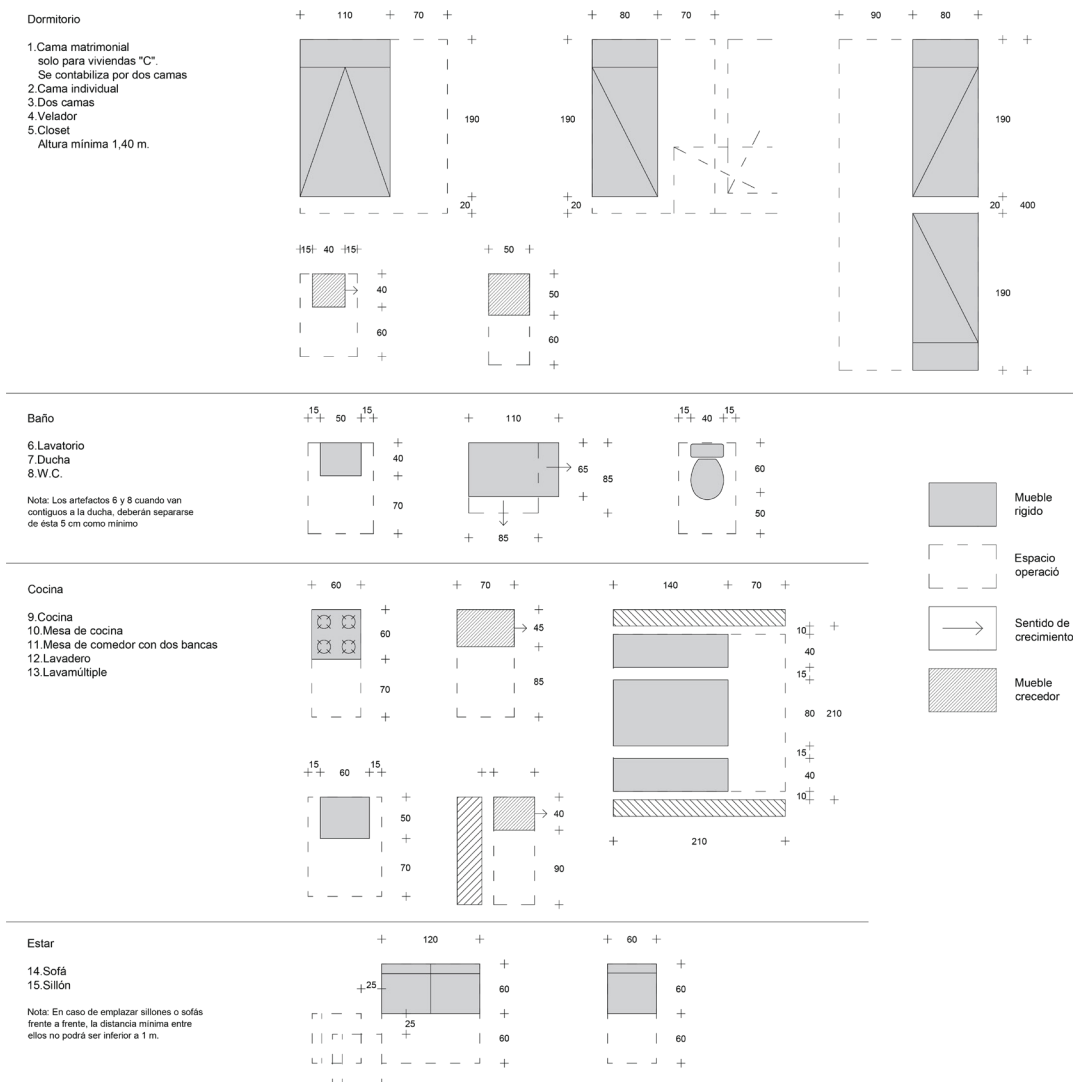 Dormitorio
1.Cama matrimonial
solo para viviendas "C".
Se contabiliza por dos camas
2.Cama individual
3.Dos camas
4.Velador
5.Closet
Altura mínima 1,40 m.
110 70
190
20
80 70
190
20
90 80
190
20 400
190
15 40 15
40
60
50
50
60
Baño
6.Lavatorio
7.Ducha
8.W.C.
Nota: Los artefactos 6 y 8 cuando van
contiguos a la ducha, deberán separarse
de ésta 5 cm como mínimo
15 50 15
40
70
110
65
85
85
15 40 15
60
50
Mueble
rigido
Espacio
operació
Sentido de
crecimiento
Mueble
crecedor
Cocina
9.Cocina
10.Mesa de cocina
11.Mesa de comedor con dos bancas
12.Lavadero
13.Lavamúltiple
60
60
70
70
45
85
140 70
10
40
15
80 210
15
40
10
210
15 60 15
50
70
40
90
Estar
14.Sofá
15.Sillón
Nota: En caso de emplazar sillones o sofás
frente a frente, la distancia mínima entre
ellos no podrá ser inferior a 1 m.
120
25
60
25
60
60
60
60